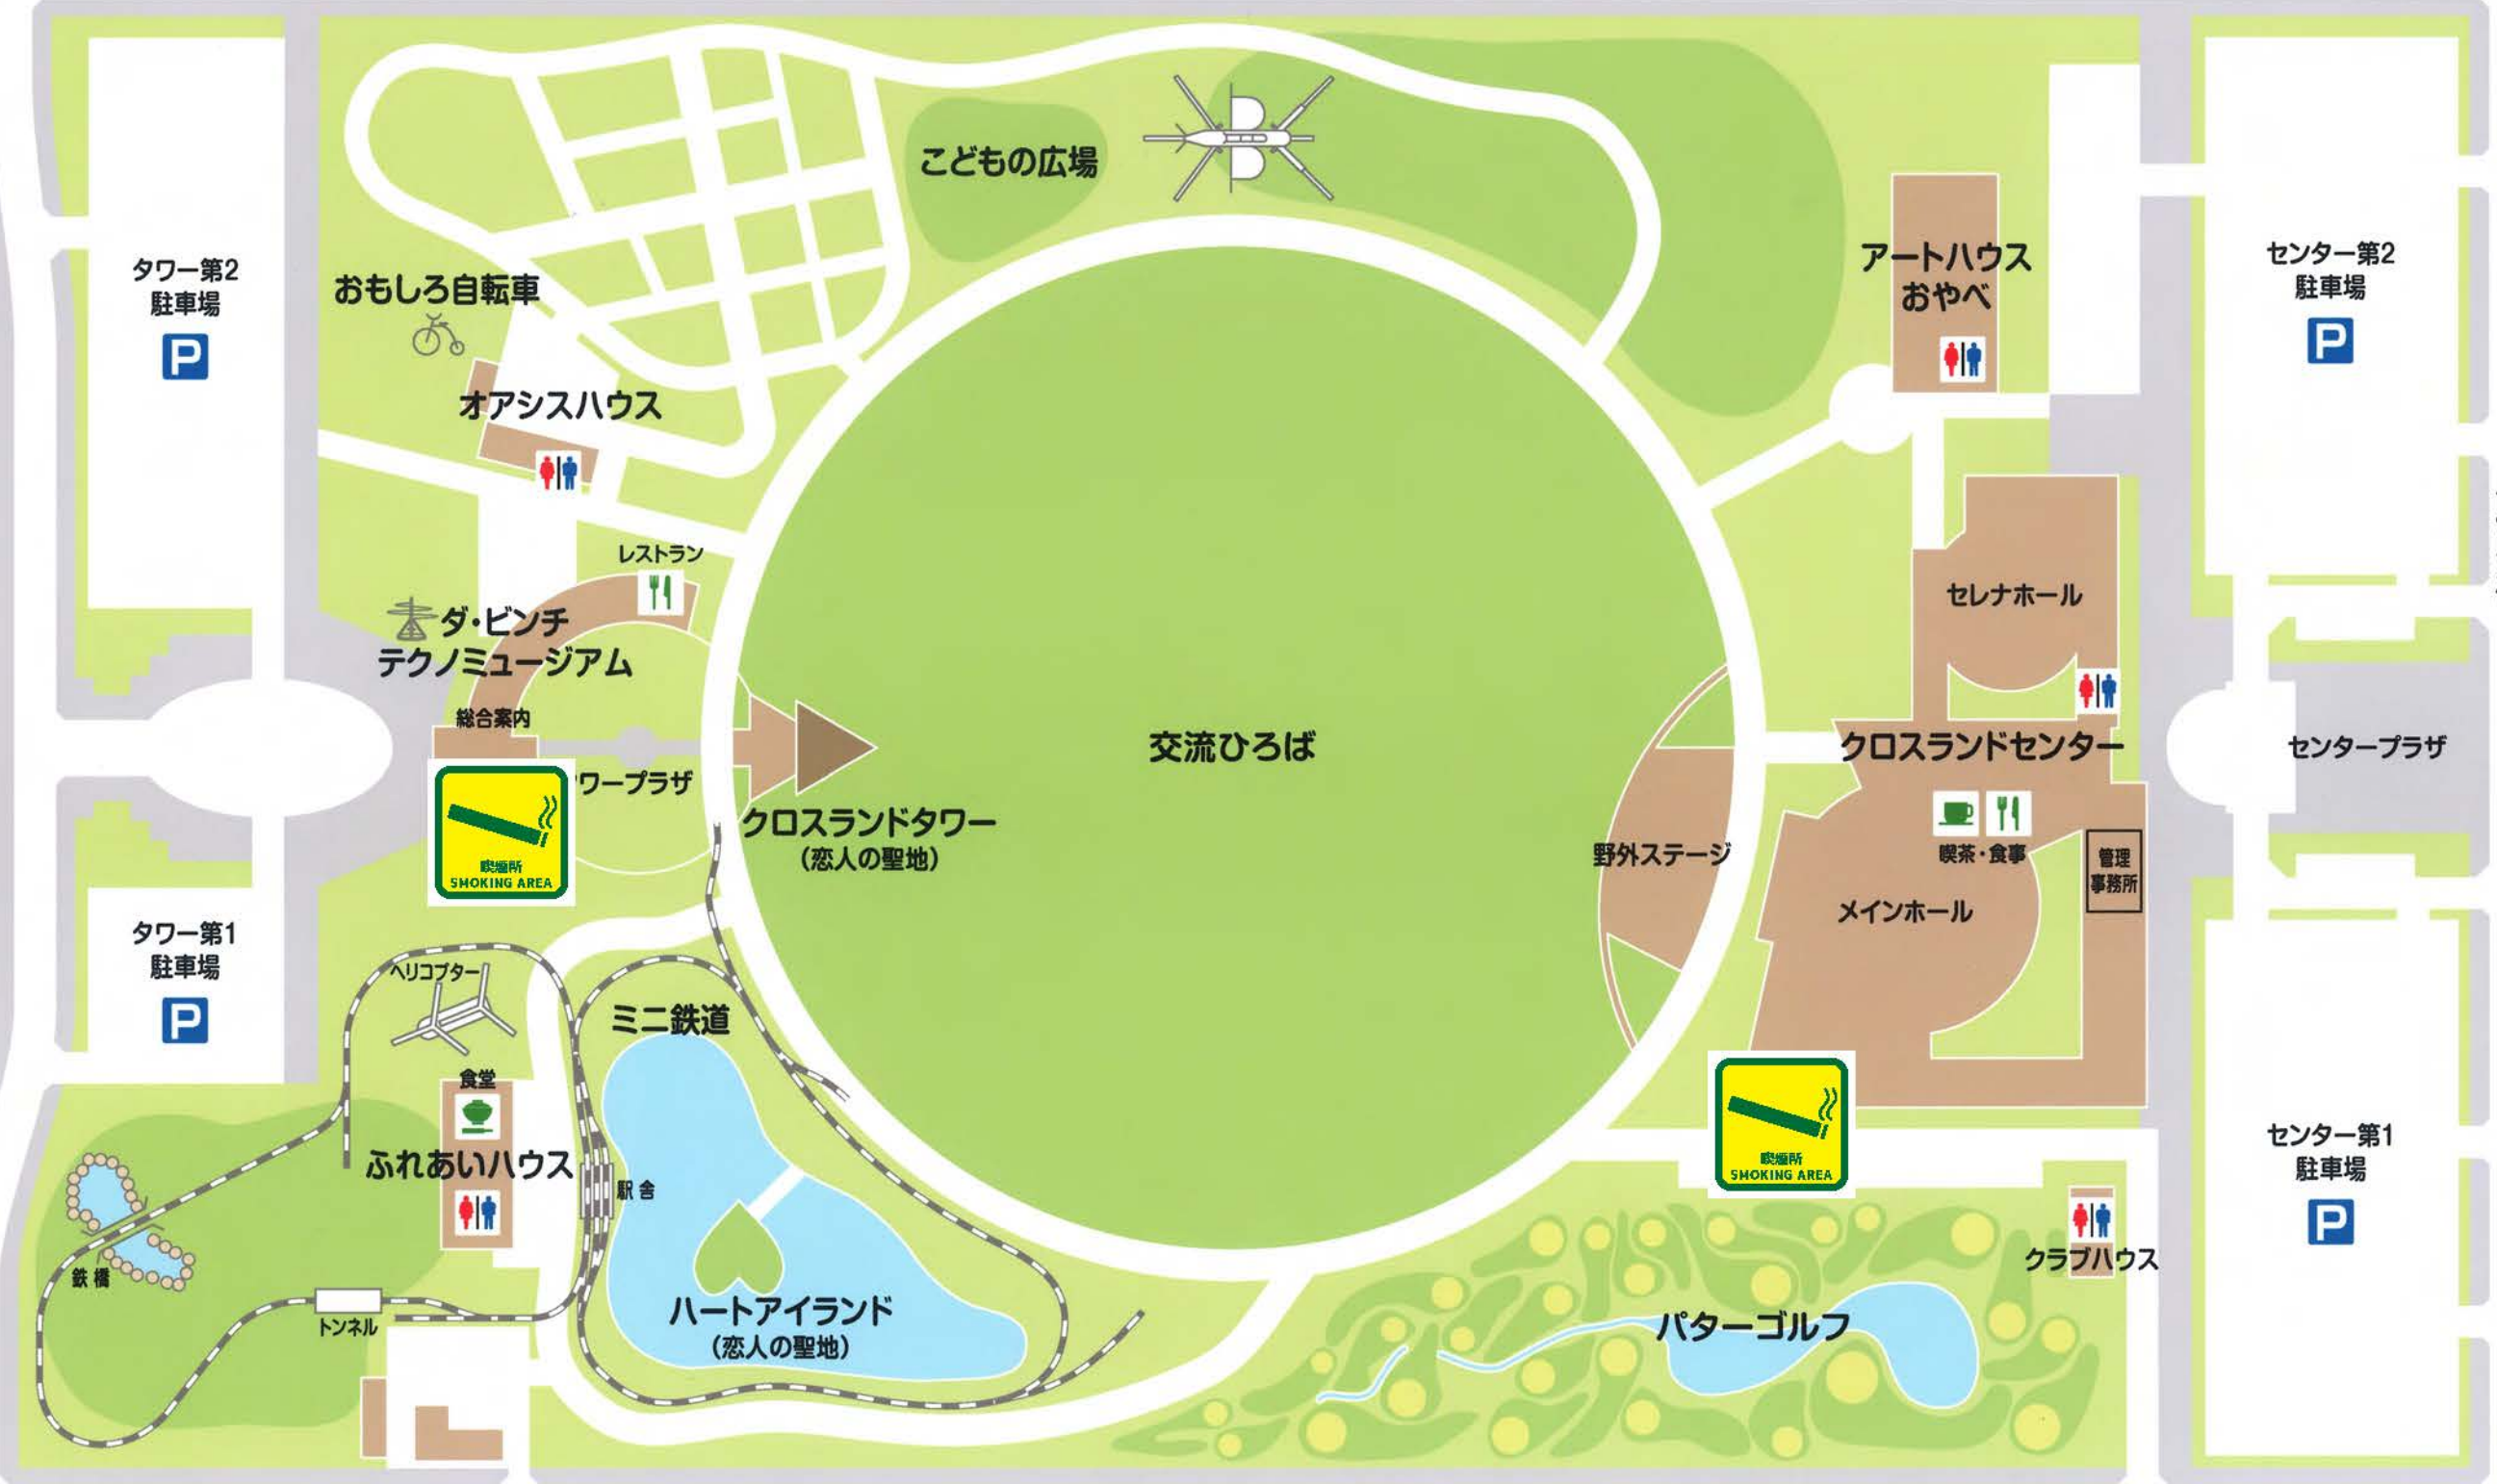 こどもの広場
タワー第2
駐車場
P
おもしろ自転車
オアシスハウス
アートハウス
おやべ
センター第2
駐車場
P
レストラン
ダ・ビンチ
テクノミュージアム
総合案内
ワープラザ
喫煙所
SMOKING AREA
クロスランドタワー
(恋人の聖地)
交流ひろば
セレナホール
クロスランドセンター
喫茶・食事
野外ステージ
メインホール
管理
事務所
センタープラザ
タワー第1
駐車場
P
ヘリコプター
ミニ鉄道
食堂
ふれあいハウス
駅舎
鉄橋
トンネル
ハートアイランド
(恋人の聖地)
喫煙所
SMOKING AREA
クラブハウス
パターゴルフ
センター第1
駐車場
P